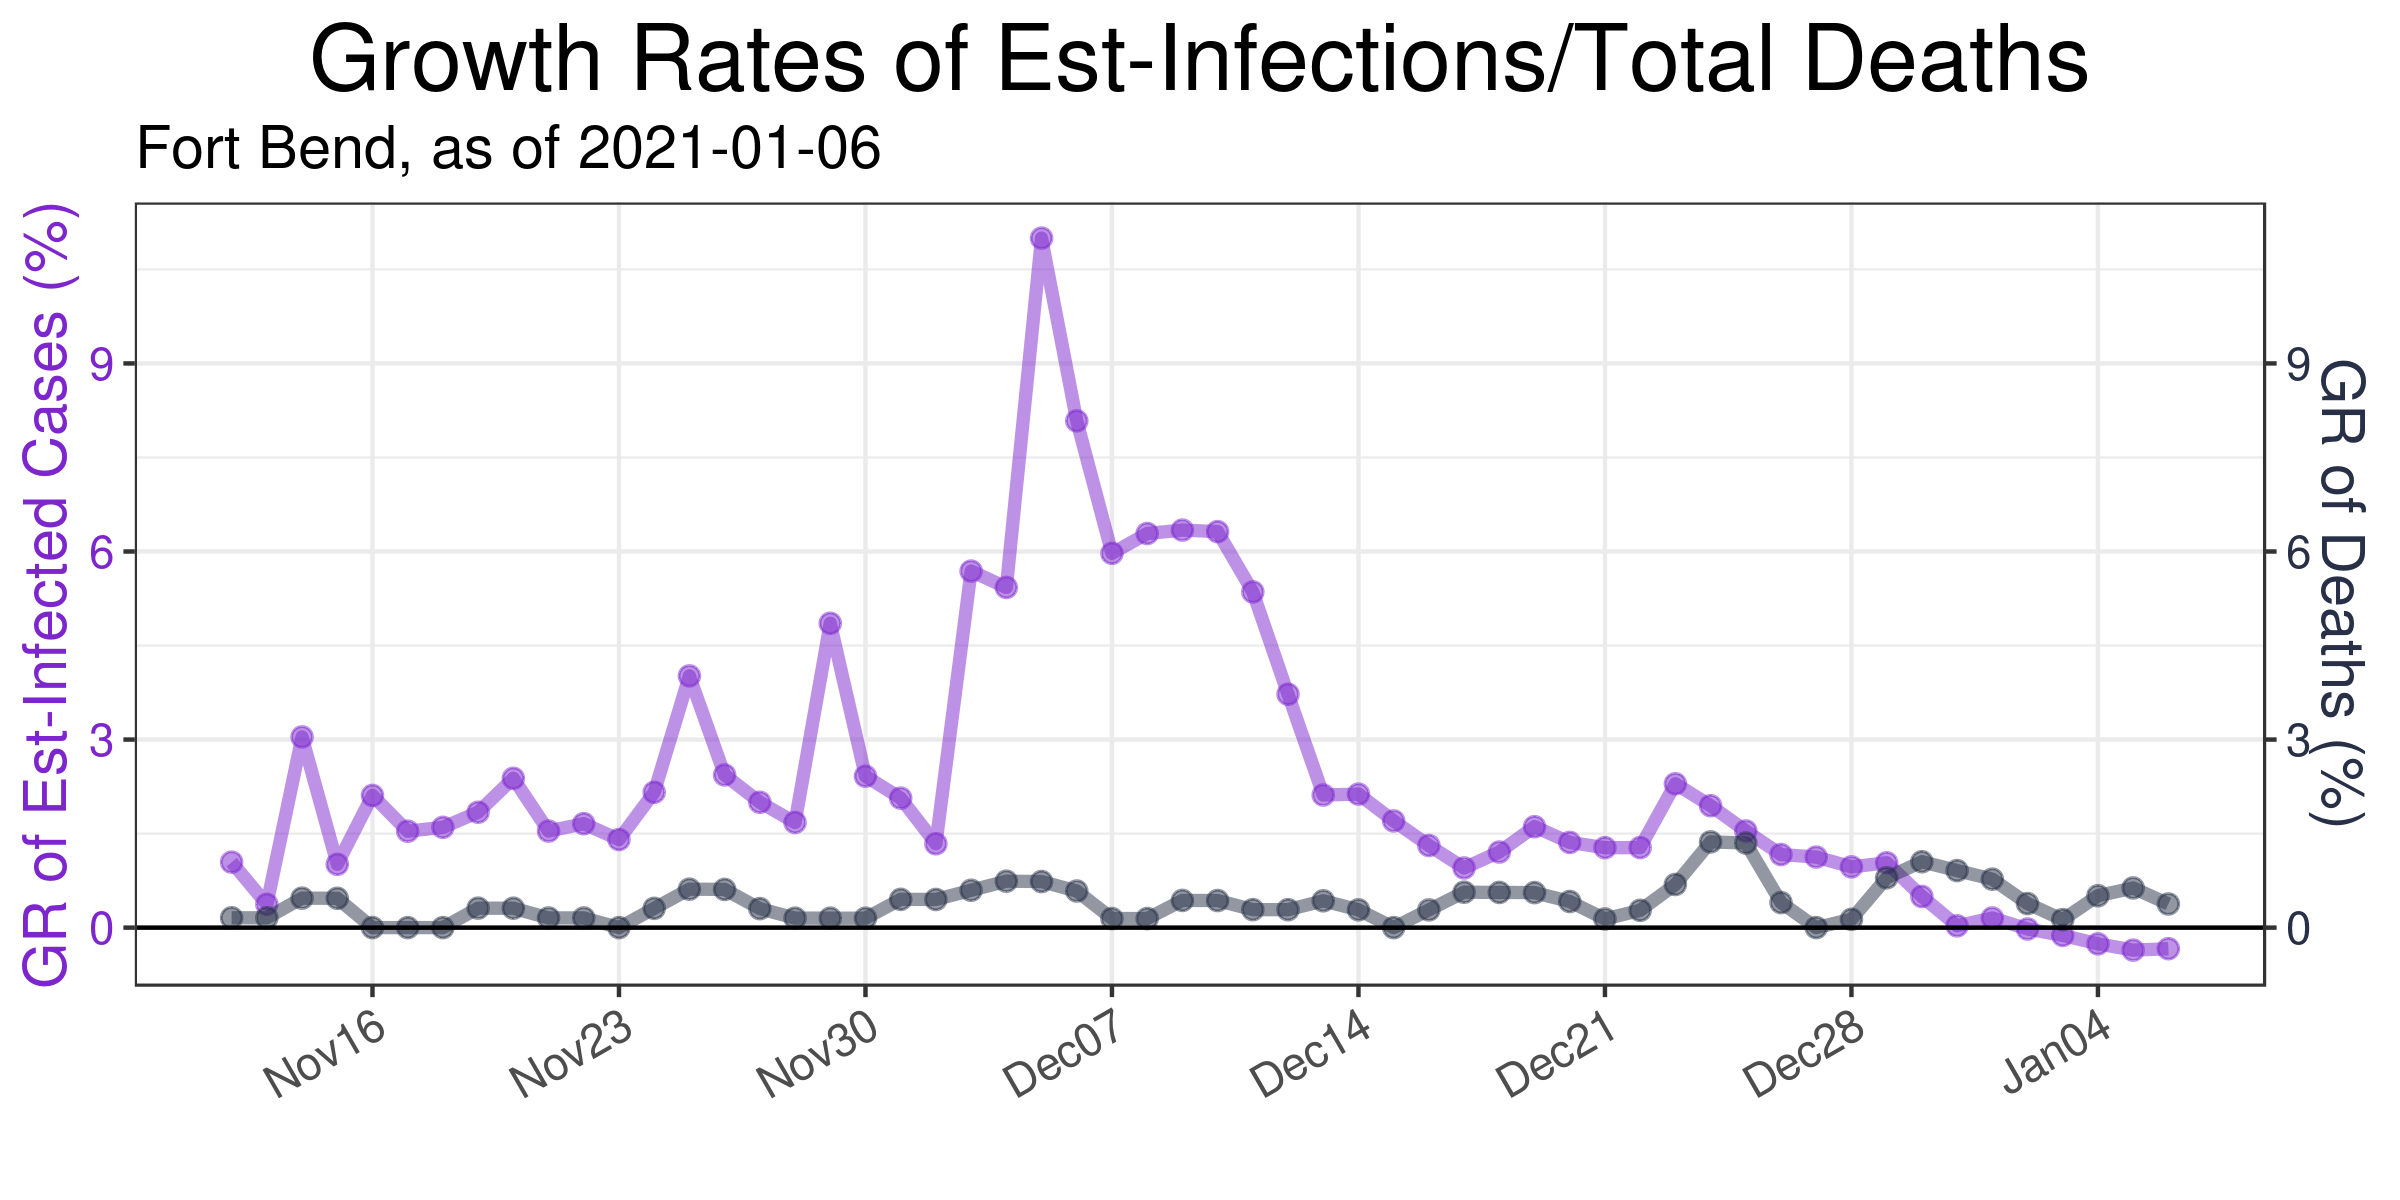 Growth Rates of Est-Infections/Total Deaths
Fort Bend, as of 2021-01-06
GR of Est-Infected Cases (%)
9
6
3
0
9
6
3
0
GR of Deaths (%)
Nov16
Nov23
Nov30
Dec07
Dec14
Dec21
Dec28
Jan04